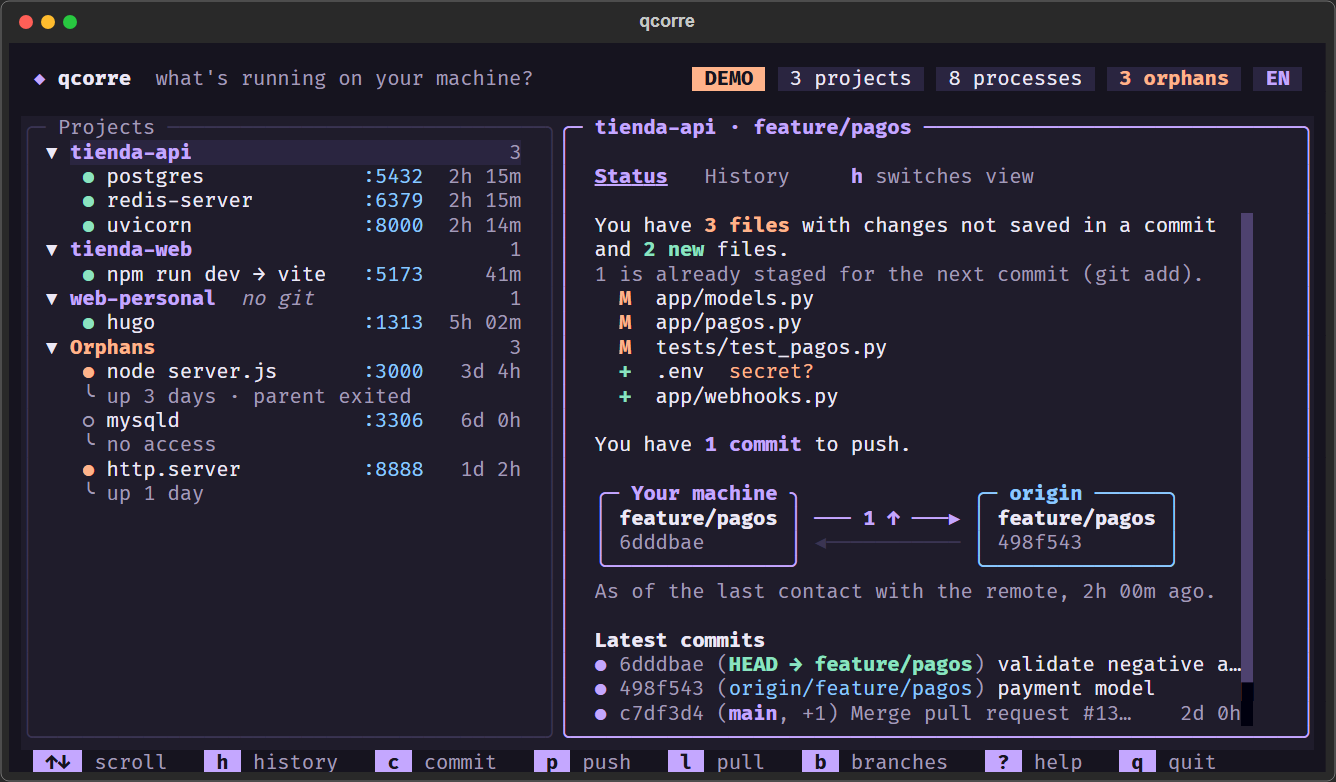 qcorre
◆ qcorre what's running on your machine? DEMO 3 projects 8 processes 3 orphans EN
Projects
▼ tienda-api 3
● postgres :5432 2h 15m
● redis-server :6379 2h 15m
● uvicorn :8000 2h 14m
▼ tienda-web 1
● npm run dev → vite :5173 41m
▼ web-personal no git 1
● hugo :1313 5h 02m
▼ Orphans 3
● node server.js :3000 3d 4h
╰ up 3 days · parent exited
○ mysqld :3306 6d 0h
╰ no access
● http.server :8888 1d 2h
╰ up 1 day
tienda-api · feature/pagos
Status History h switches view
You have 3 files with changes not saved in a commit
and 2 new files.
1 is already staged for the next commit (git add).
M app/models.py
M app/pagos.py
M tests/test_pagos.py
+ .env secret?
+ app/webhooks.py
You have 1 commit to push.
Your machine
feature/pagos
6dddbae
1 ↑
origin
feature/pagos
498f543
As of the last contact with the remote, 2h 00m ago.
Latest commits
● 6dddbae (HEAD → feature/pagos) validate negative a…
● 498f543 (origin/feature/pagos) payment model
● c7df3d4 (main, +1) Merge pull request #13… 2d 0h
↑↓ scroll h history c commit p push l pull b branches ? help q quit